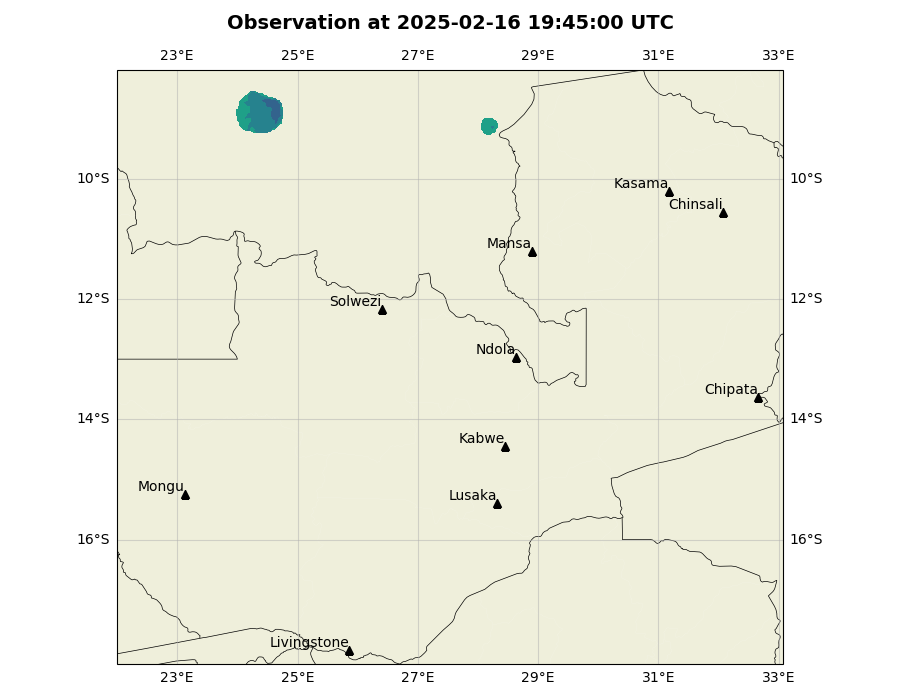 Observation at 2025-02-16 19:45:00 UTC
23°E 25°E 27°E 29°E 31°E 33°E
10°S 10°S
Kasama
Chinsali
Mansa
12°S 12°S
Solwezi
Ndola
Chipata
14°S 14°S
Kabwe
Mongu
Lusaka
16°S 16°S
Livingstone
23°E 25°E 27°E 29°E 31°E 33°E